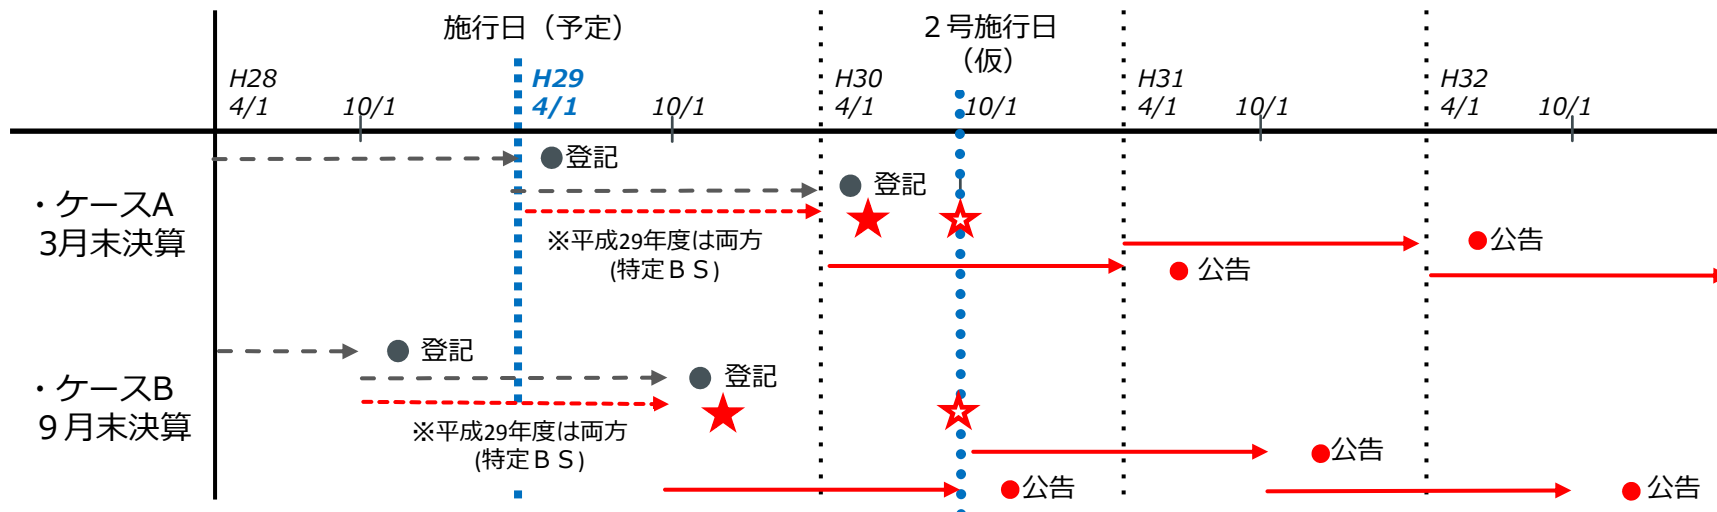 施行日（予定）
２号施行日
（仮）
H28
4/1
10/1
H29
4/1
10/1
H30
4/1
10/1
H31
4/1
10/1
H32
4/1
10/1
・ケースA
3月末決算
登記
登記
※平成29年度は両方
(特定ＢＳ)
公告
公告
・ケースB
９月末決算
登記
登記
※平成29年度は両方
(特定ＢＳ)
公告
公告
公告